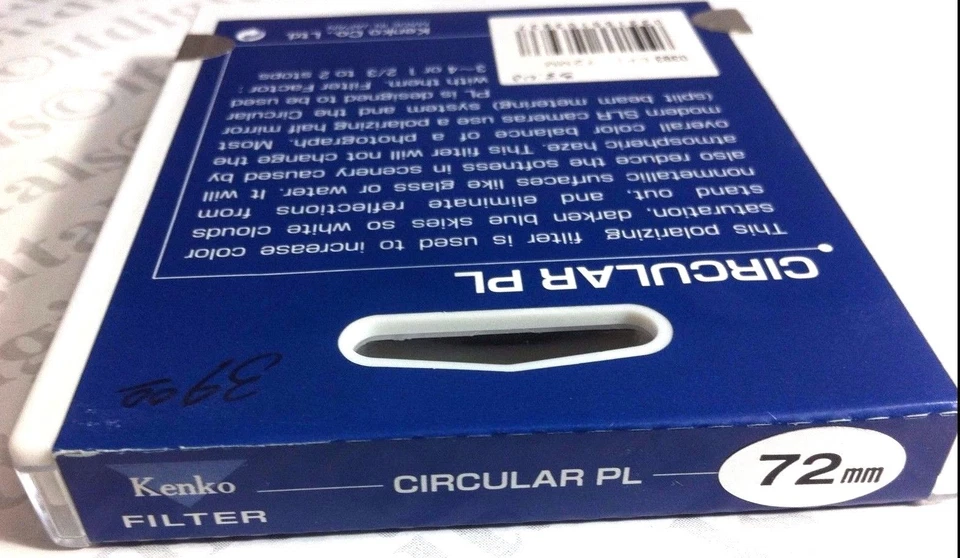 CIRCULAR PL
This polarizing filter is used to increase color
saturation, darken blue skies so white clouds
stand out, and eliminate reflections from
nonmetallic surfaces like glass or water. It will
also reduce the softness in scenery caused by
atmospheric haze. This filter will not change the
overall color balance of a photograph. Most
modern SLR cameras use a polarizing half mirror
(split beam metering) system and the Circular
PL is designed to be used
with them. Filter Factor :
3~4 or 1 2/3 to 2 stops
Kenko Co. Ltd.
3900
Kenko
FILTER
CIRCULAR PL
72mm